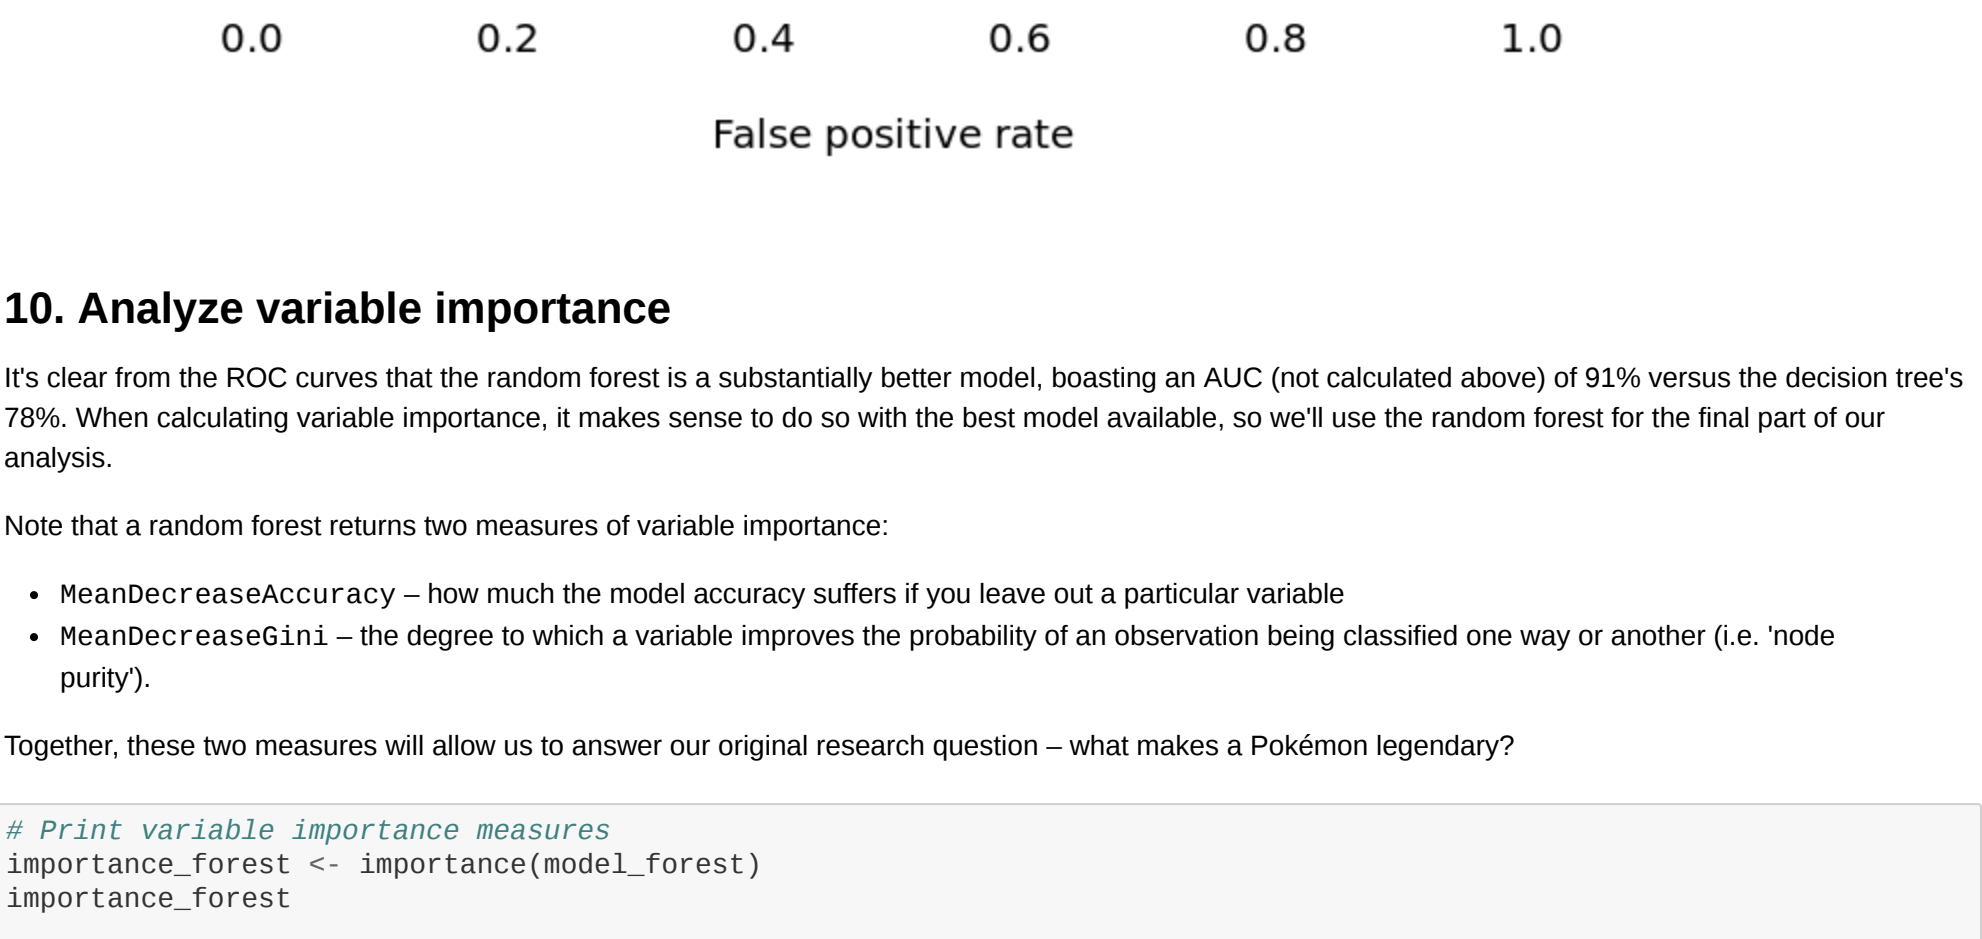 0.0 0.2 0.4 0.6 0.8 1.0
False positive rate
10. Analyze variable importance
It's clear from the ROC curves that the random forest is a substantially better model, boasting an AUC (not calculated above) of 91% versus the decision tree's
78%. When calculating variable importance, it makes sense to do so with the best model available, so we'll use the random forest for the final part of our
analysis.
Note that a random forest returns two measures of variable importance:
• MeanDecreaseAccuracy – how much the model accuracy suffers if you leave out a particular variable
• MeanDecreaseGini – the degree to which a variable improves the probability of an observation being classified one way or another (i.e. 'node
purity').
Together, these two measures will allow us to answer our original research question – what makes a Pokémon legendary?
# Print variable importance measures
importance_forest <- importance(model_forest)
importance_forest